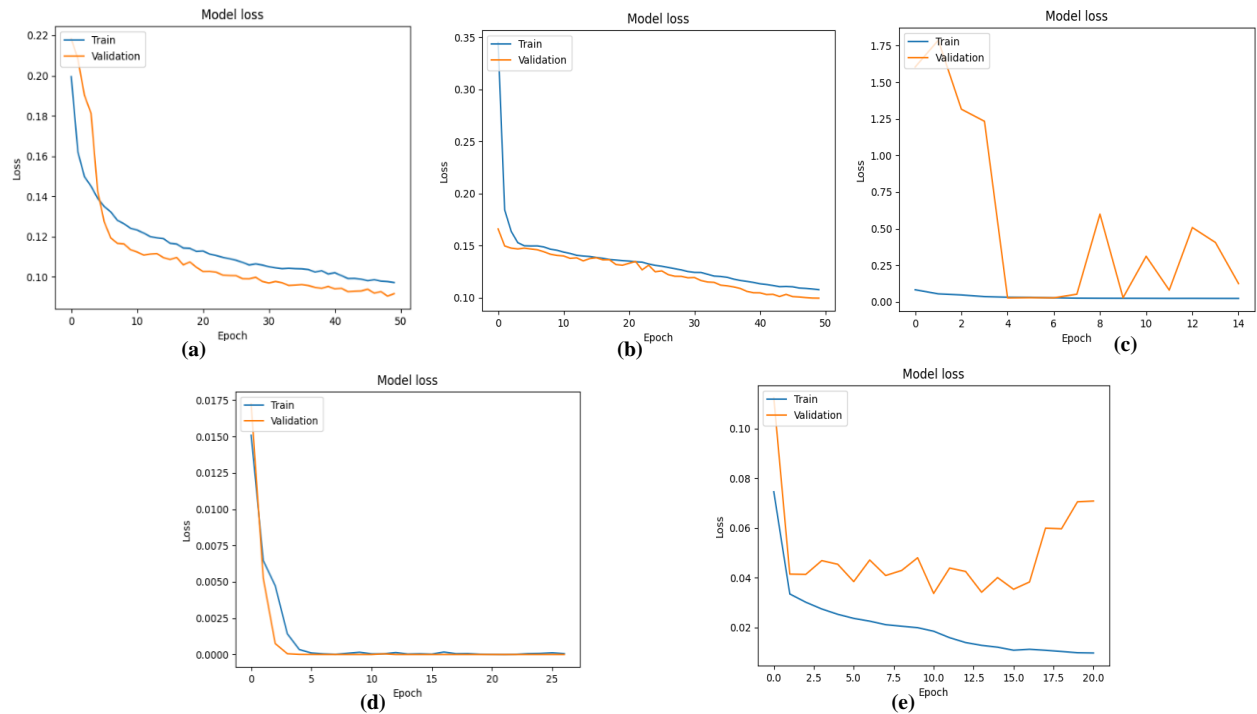 Model loss
Train
Validation
0.22
0.20
0.18
0.16
0.14
0.12
0.10
Loss
0 10 20 30 40 50
Epoch
(a)
Model loss
Train
Validation
0.35
0.30
0.25
0.20
0.15
0.10
Loss
0 10 20 30 40 50
Epoch
(b)
Model loss
Train
Validation
1.75
1.50
1.25
1.00
0.75
0.50
0.25
0.00
Loss
0 2 4 6 8 10 12 14
Epoch
(c)
Model loss
Train
Validation
0.0175
0.0150
0.0125
0.0100
0.0075
0.0050
0.0025
0.0000
Loss
0 5 10 15 20 25
Epoch
(d)
Model loss
Train
Validation
0.10
0.08
0.06
0.04
0.02
Loss
0.0 2.5 5.0 7.5 10.0 12.5 15.0 17.5 20.0
Epoch
(e)